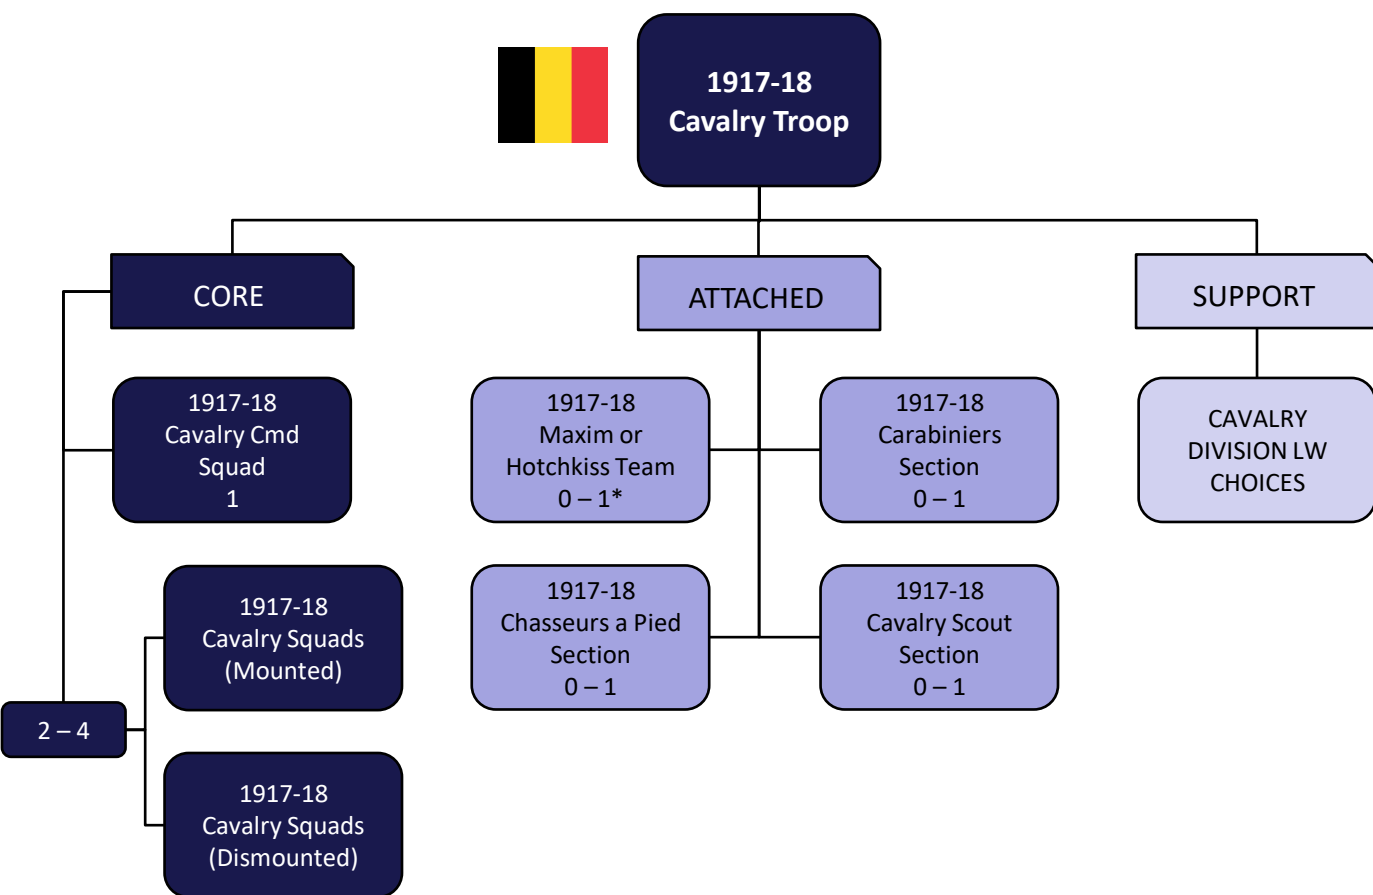 1917-18
Cavalry Troop
CORE
ATTACHED
SUPPORT
1917-18
Cavalry Cmd
Squad
1
1917-18
Maxim or
Hotchkiss Team
0 – 1*
1917-18
Carabiniers
Section
0 – 1
CAVALRY
DIVISION LW
CHOICES
1917-18
Cavalry Squads
(Mounted)
1917-18
Chasseurs a Pied
Section
0 – 1
1917-18
Cavalry Scout
Section
0 – 1
2 – 4
1917-18
Cavalry Squads
(Dismounted)